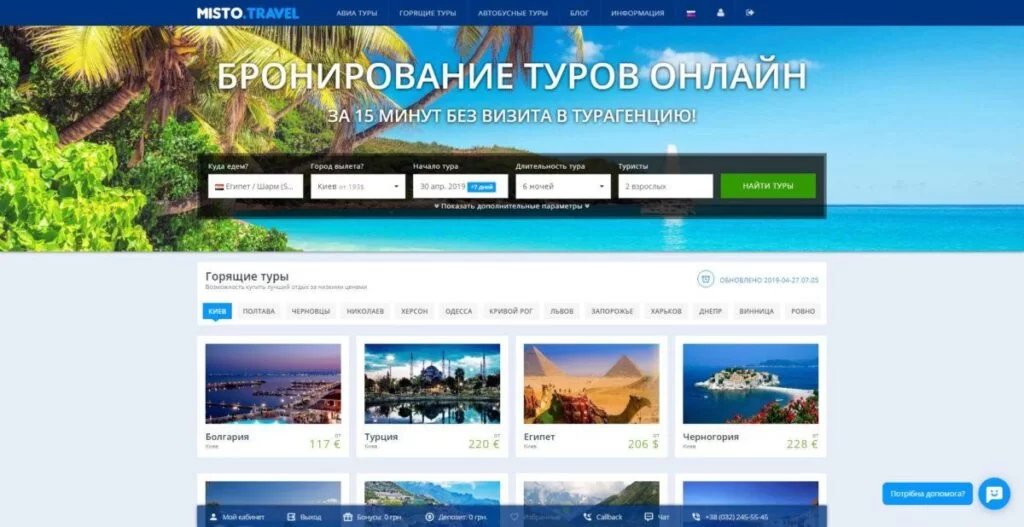 MISTO.TRAVEL
АВИА ТУРЫ ГОРЯЩИЕ ТУРЫ АВТОБУСНЫЕ ТУРЫ БЛОГ ИНФОРМАЦИЯ
БРОНИРОВАНИЕ ТУРОВ ОНЛАЙН
ЗА 15 МИНУТ БЕЗ ВИЗИТА В ТУРАГЕНЦИЮ!
Куда едем? Город вылета? Начало тура Длительность тура Туристы
Египет / Шарм (S... Киев от 193$ 30 апр. 2019 +7 дней 6 ночей 2 взрослых НАЙТИ ТУРЫ
Показать дополнительные параметры
Горящие туры
Возможность купить лучший отдых за низкими ценами
ОБНОВЛЕНО 2019-04-27 07:05
КИЕВ ПОЛТАВА ЧЕРНОВЦЫ НИКОЛАЕВ ХЕРСОН ОДЕССА КРИВОЙ РОГ ЛЬВОВ ЗАПОРОЖЬЕ ХАРЬКОВ ДНЕПР ВИННИЦА РОВНО
Болгария
Киев
от
117 €
Турция
Киев
от
220 €
Египет
Киев
от
206 $
Черногория
Киев
от
228 €
Потрібна допомога?
Мой кабинет Выход Бонусы: 0 грн. Депозит: 0 грн. Избранные Callback Чат +38 (032) 245-55-45